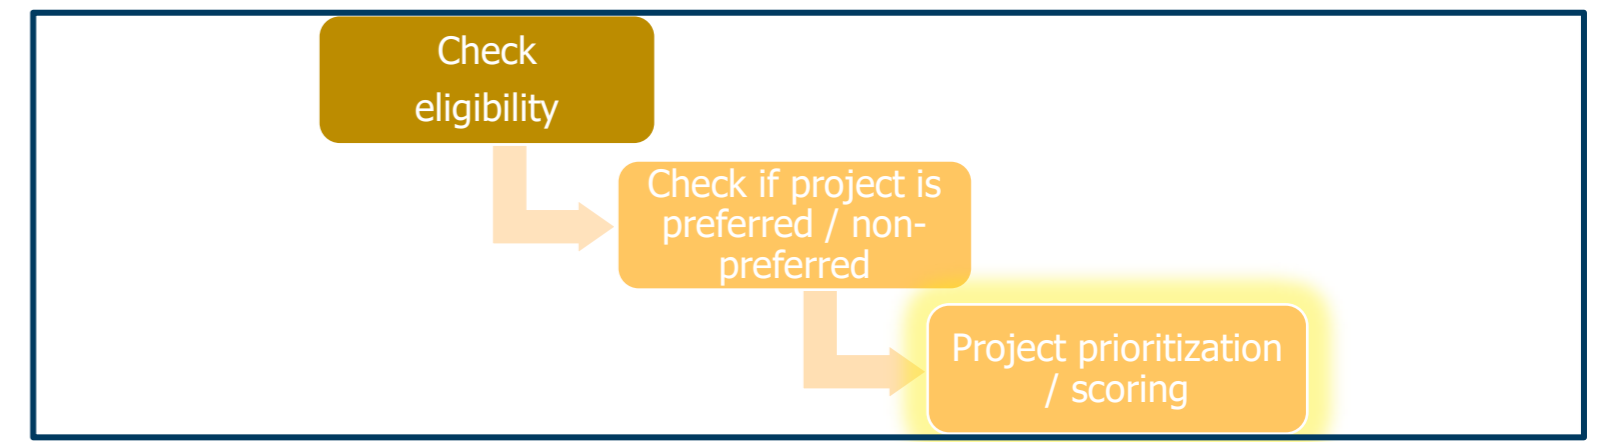 Check
eligibility
Check if project is
preferred / non-
preferred
Project prioritization
/ scoring